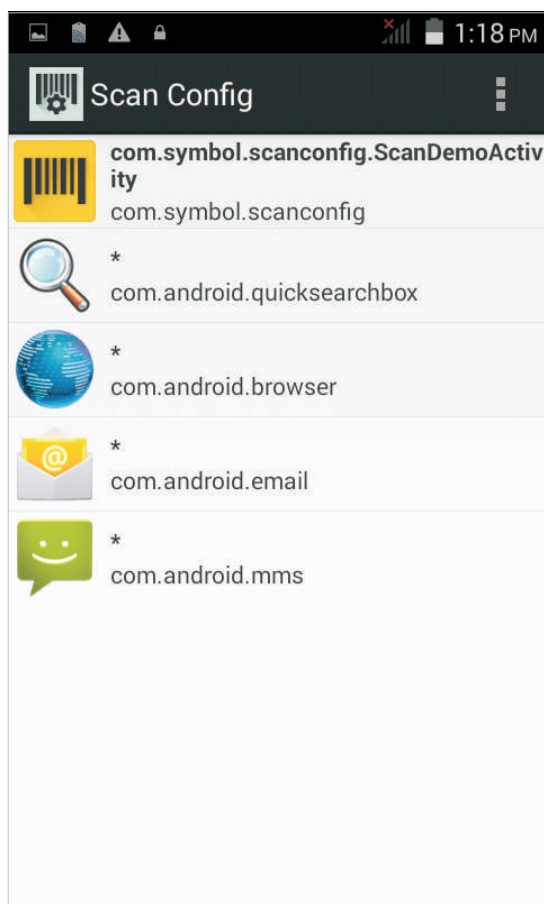 1:18 PM
Scan Config
com.symbol.scanconfig.ScanDemoActiv
ity
com.symbol.scanconfig
*
com.android.quicksearchbox
*
com.android.browser
@
*
com.android.email
*
com.android.mms